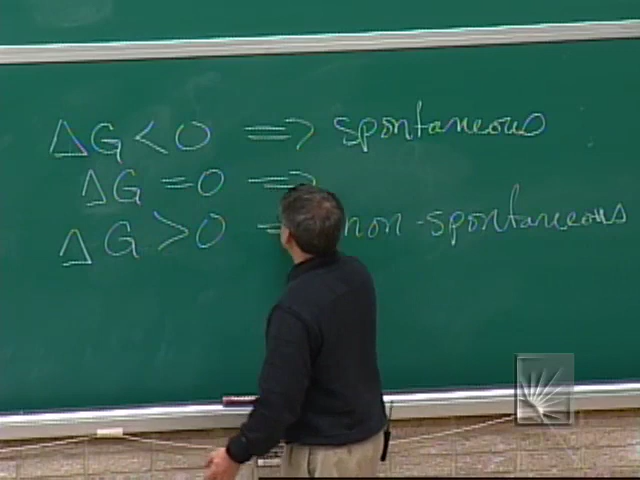 ΔG < 0 ⇒ spontaneous
ΔG = 0 ⇒
ΔG > 0 = non-spontaneous